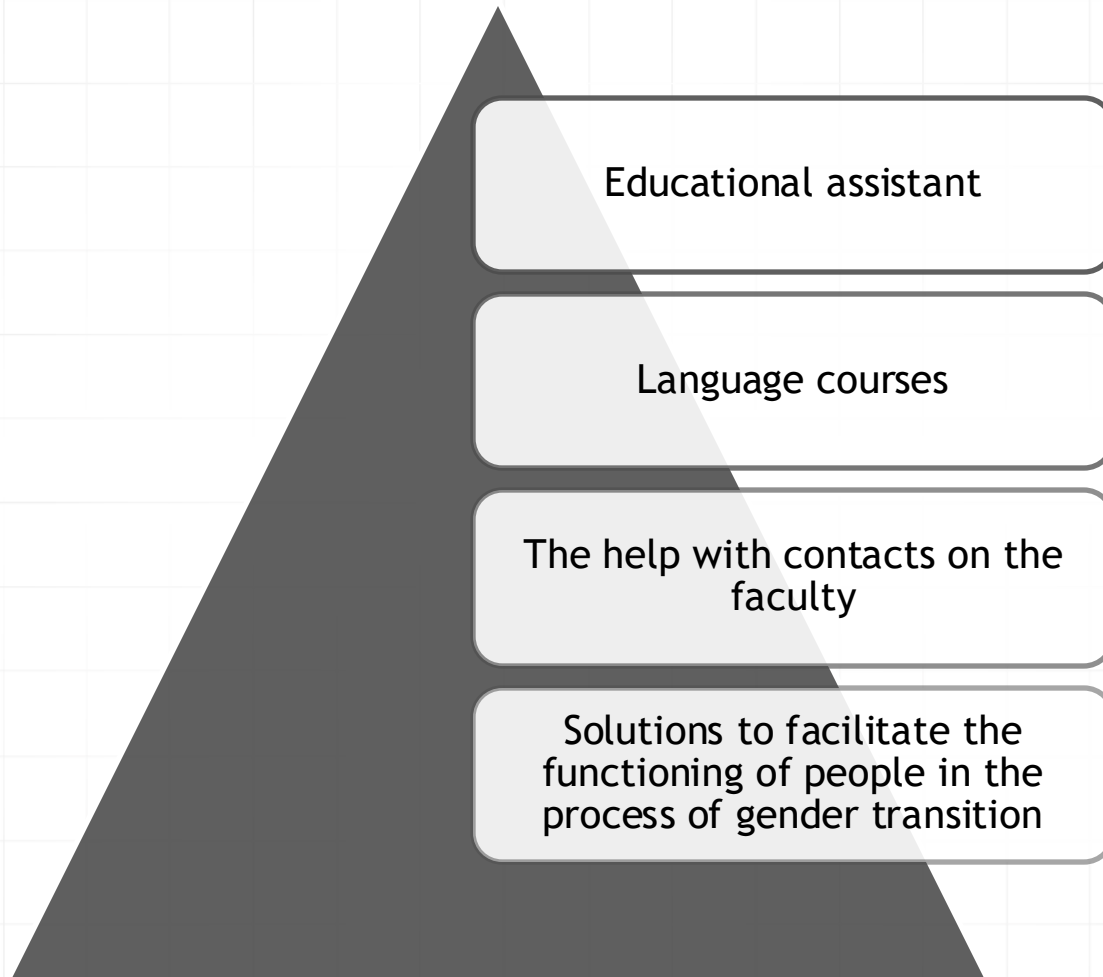 Educational assistant
Language courses
The help with contacts on the
faculty
Solutions to facilitate the
functioning of people in the
process of gender transition